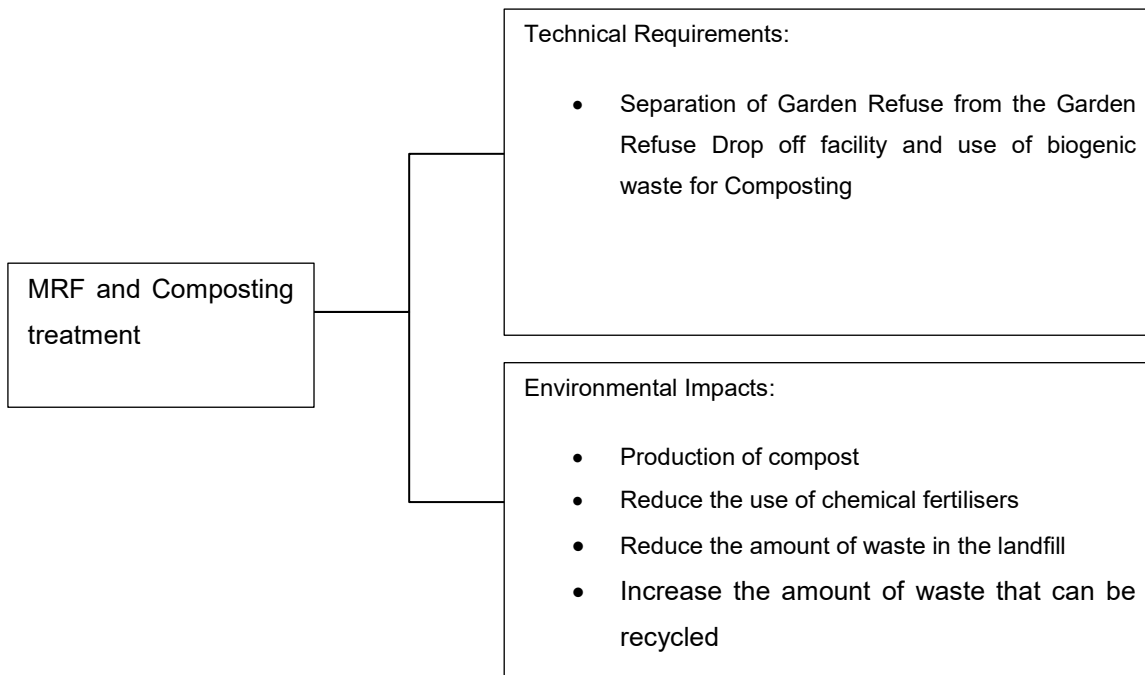 Technical Requirements:
• Separation of Garden Refuse from the Garden
Refuse Drop off facility and use of biogenic
waste for Composting
MRF and Composting
treatment
Environmental Impacts:
• Production of compost
• Reduce the use of chemical fertilisers
• Reduce the amount of waste in the landfill
• Increase the amount of waste that can be
recycled